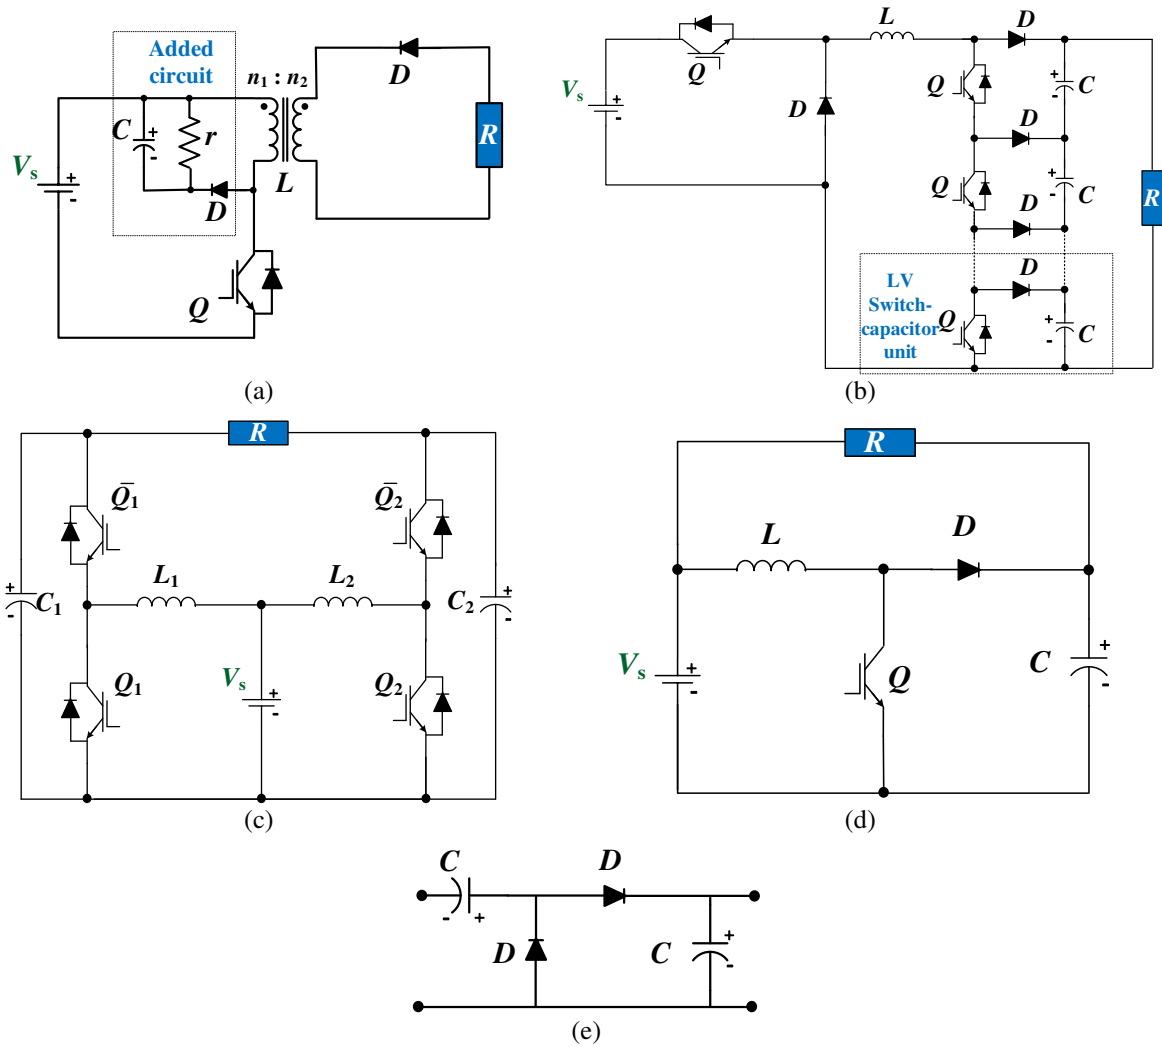 Added
circuit
n₁ : n₂
D
C
r
R
Vₛ
+
-
+
-
D
L
Q
(a)
L
D
Q
Vₛ
+
-
D
Q
+
-
C
D
Q
+
-
C
R
D
D
LV
Switch-
capacitor
unit
Q
+
-
C
(b)
R
Q̄₁
Q̄₂
L₁
L₂
+
-
C₁
C₂
+
-
Q₁
Vₛ
+
-
Q₂
(c)
R
L
D
Vₛ
+
-
Q
C
+
-
(d)
C
D
-
+
D
C
+
-
(e)